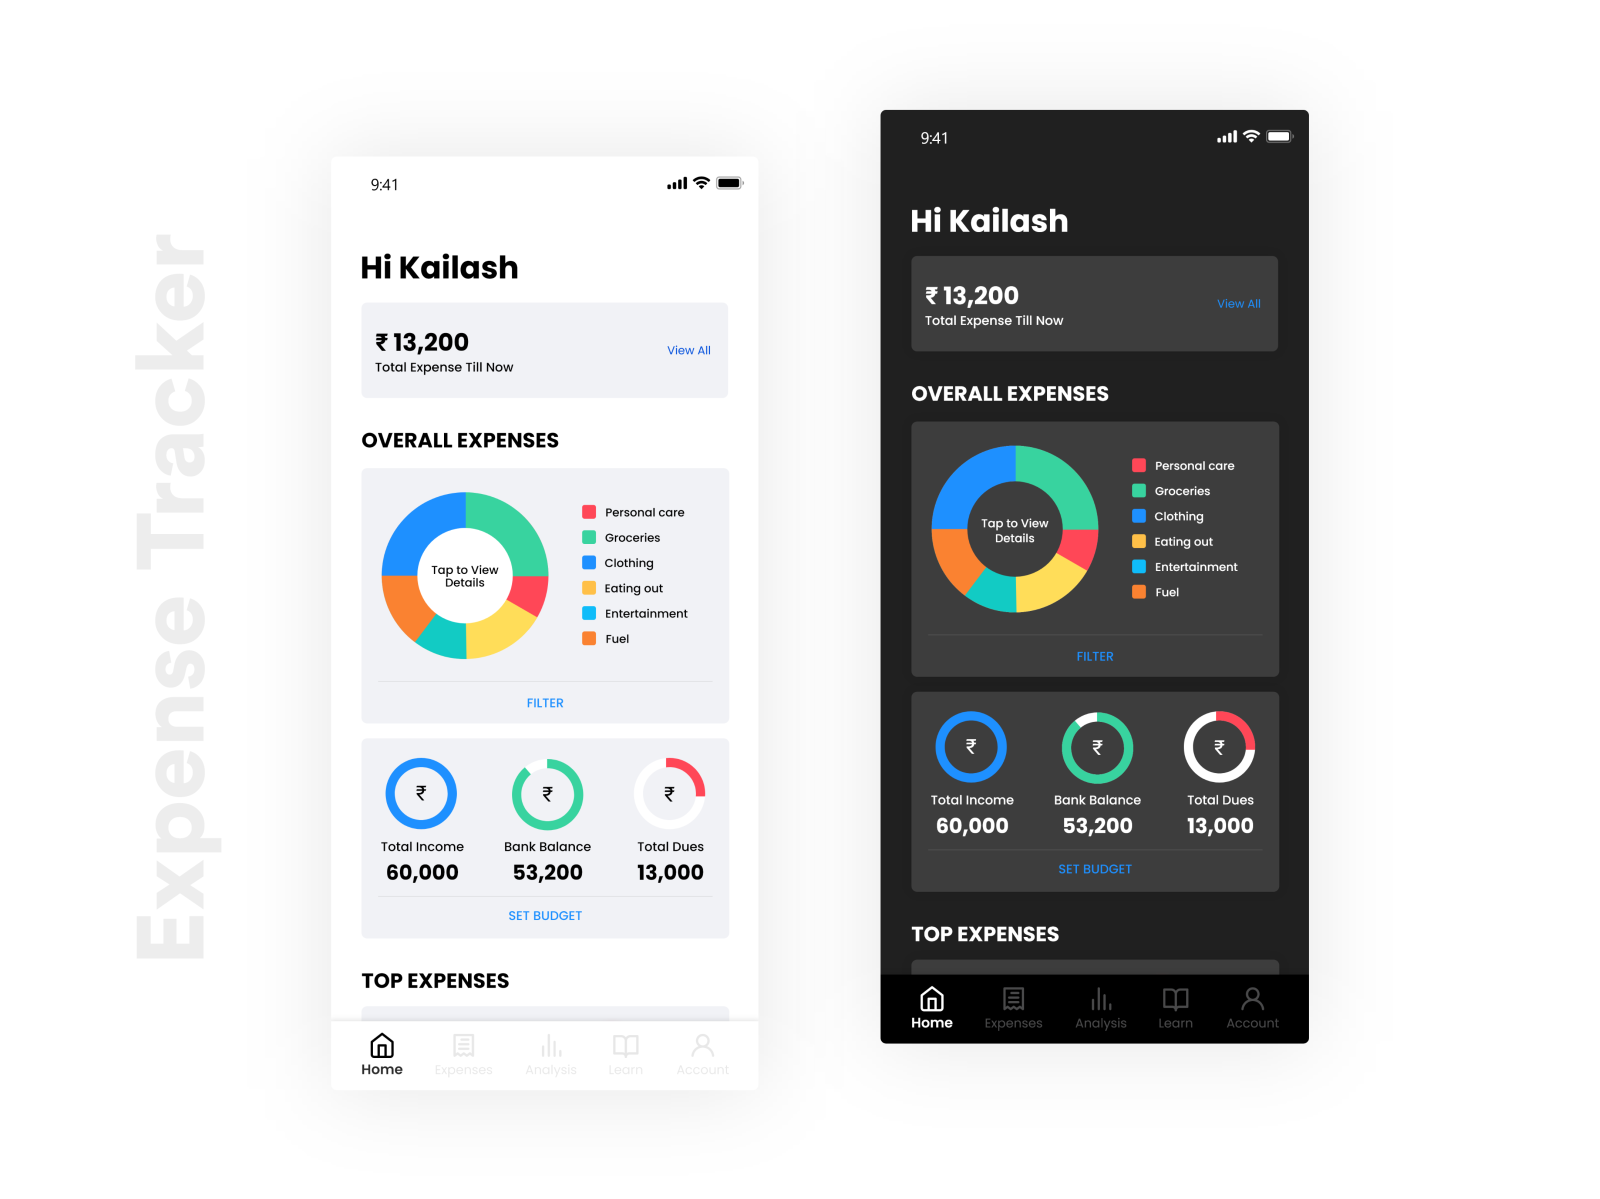 Expense Tracker
9:41
Hi Kailash
₹ 13,200
Total Expense Till Now
View All
OVERALL EXPENSES
Tap to View
Details
Personal care
Groceries
Clothing
Eating out
Entertainment
Fuel
FILTER
₹ ₹ ₹
Total Income Bank Balance Total Dues
60,000 53,200 13,000
SET BUDGET
TOP EXPENSES
Home Expenses Analysis Learn Account
9:41
Hi Kailash
₹ 13,200
Total Expense Till Now
View All
OVERALL EXPENSES
Tap to View
Details
Personal care
Groceries
Clothing
Eating out
Entertainment
Fuel
FILTER
₹ ₹ ₹
Total Income Bank Balance Total Dues
60,000 53,200 13,000
SET BUDGET
TOP EXPENSES
Home Expenses Analysis Learn Account